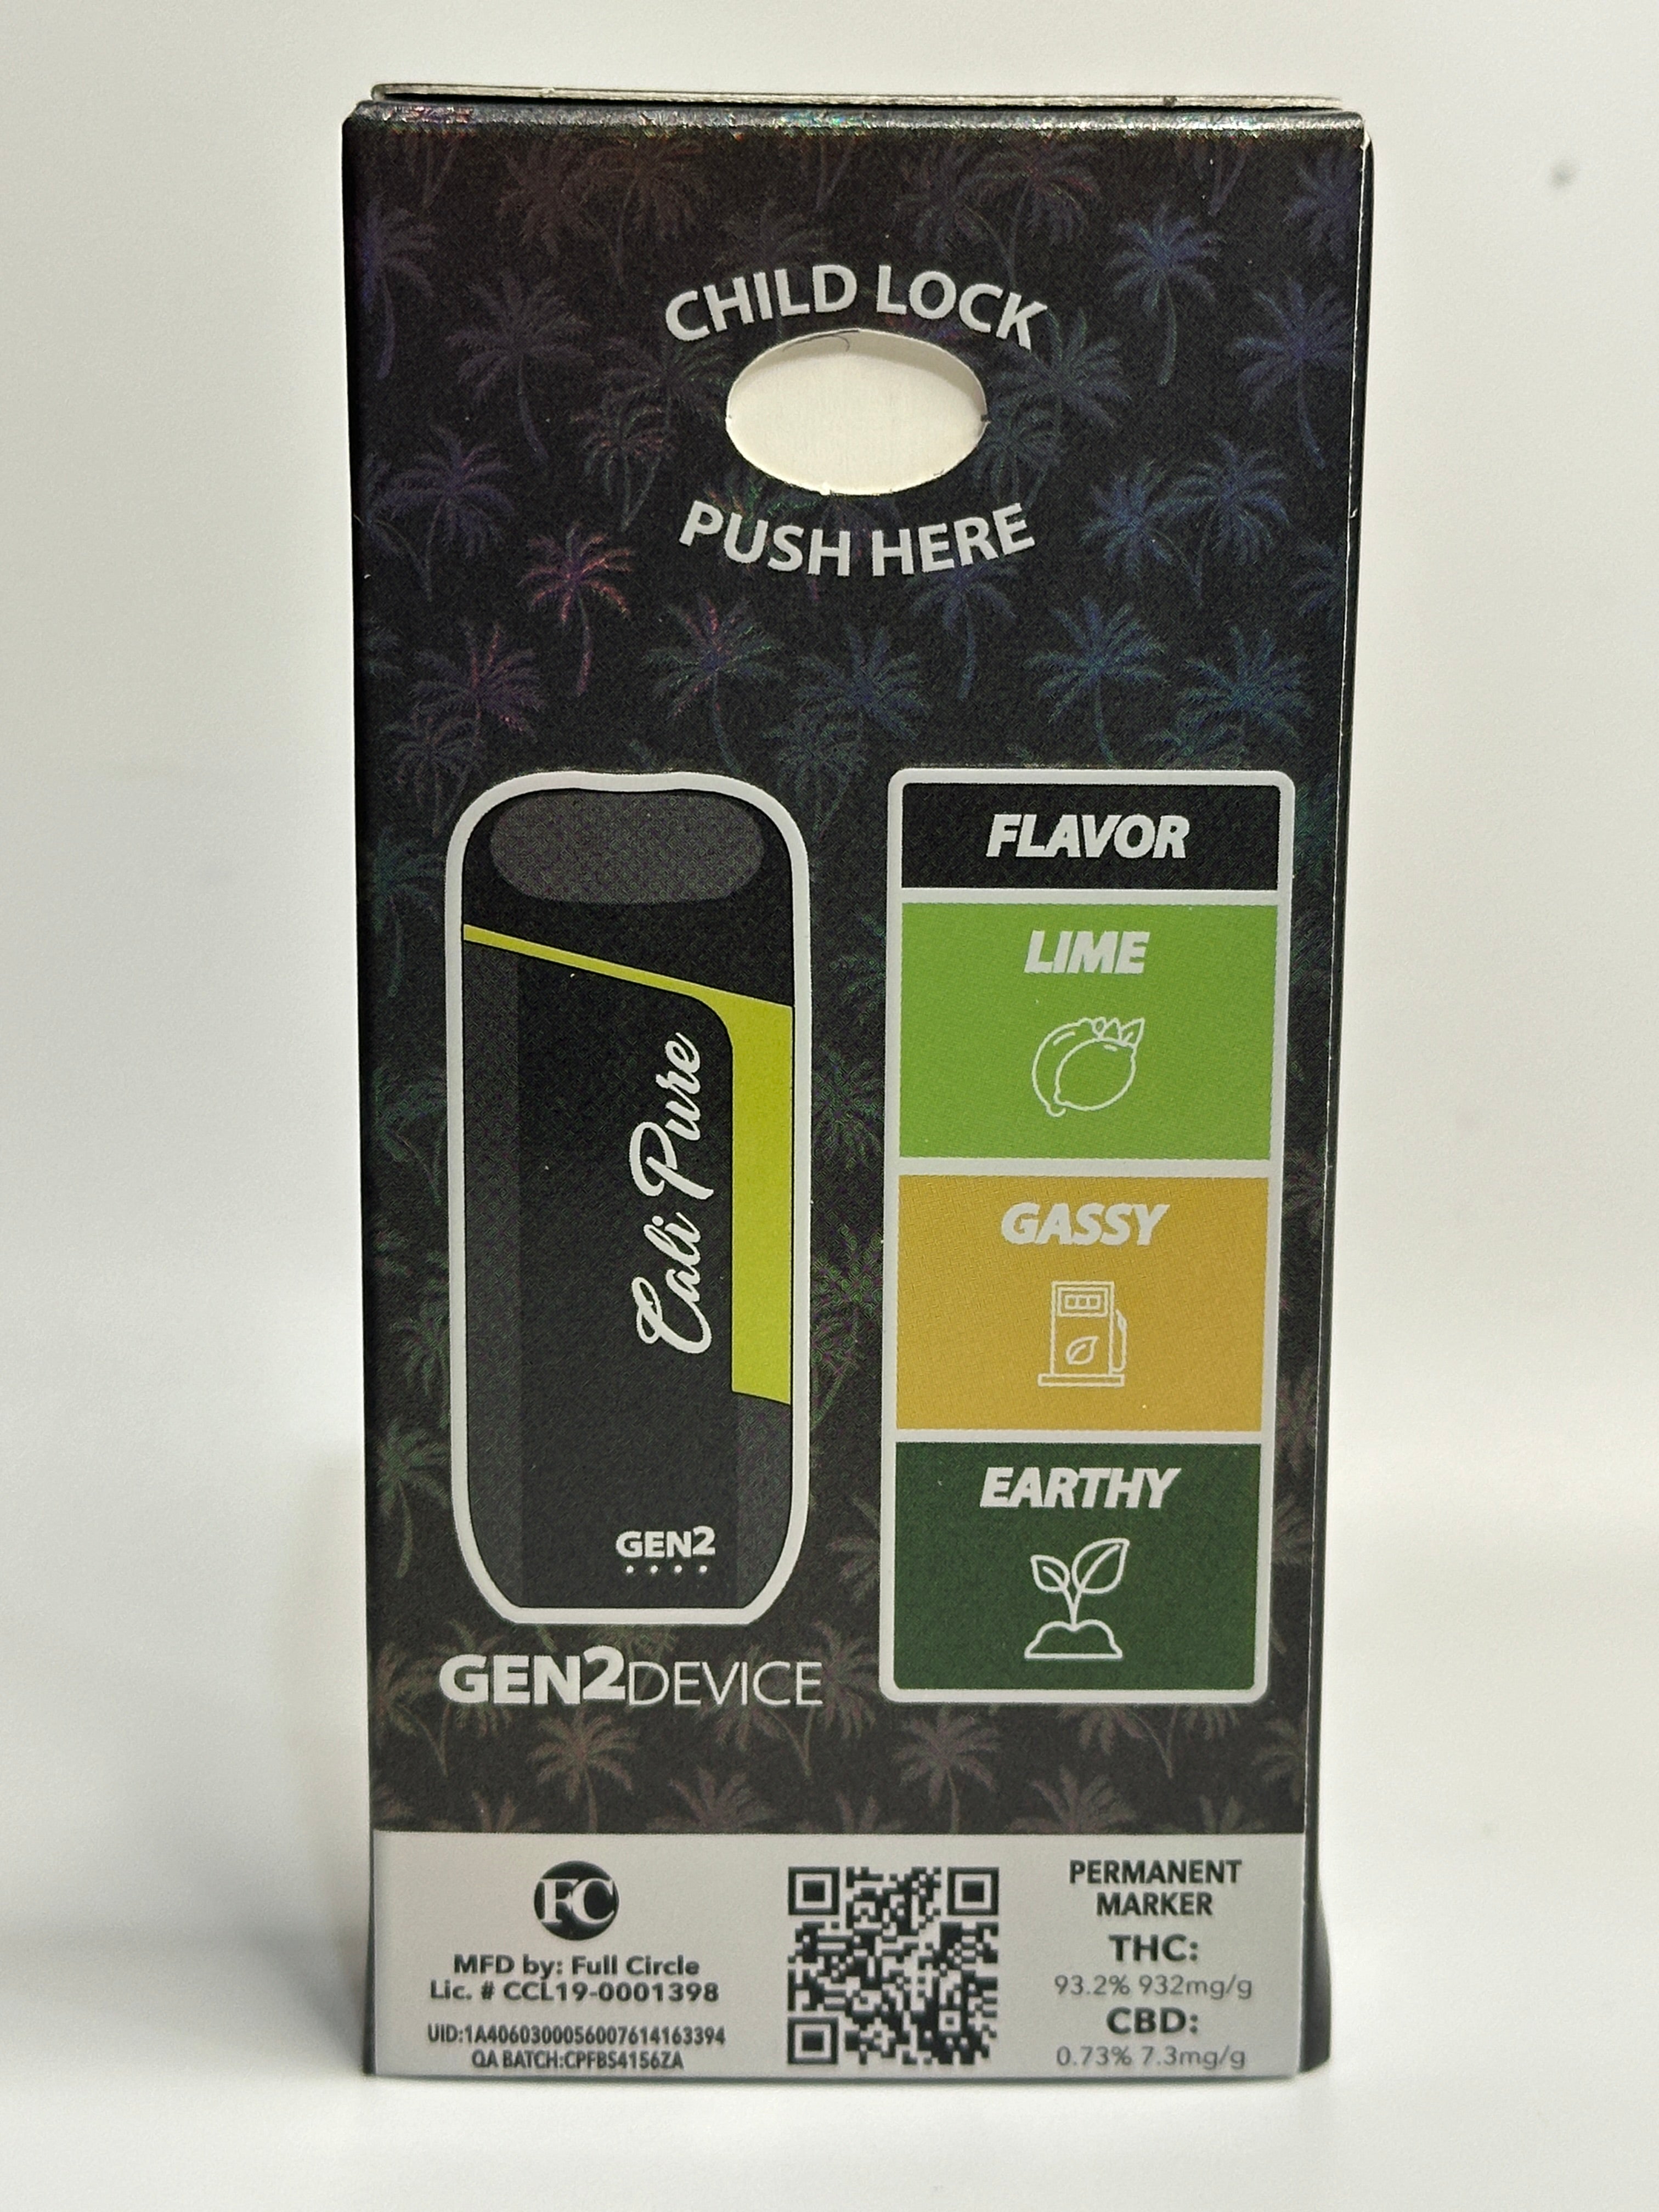 CHILD LOCK
PUSH HERE
Cali Pure
GEN2
GEN2DEVICE
FLAVOR
LIME
GASSY
EARTHY
FC
MFD by: Full Circle
Lic. # CCL19-0001398
UID:1A4060300056007614163394
QA BATCH:CPFBS4156ZA
PERMANENT
MARKER
THC:
93.2% 932mg/g
CBD:
0.73% 7.3mg/g